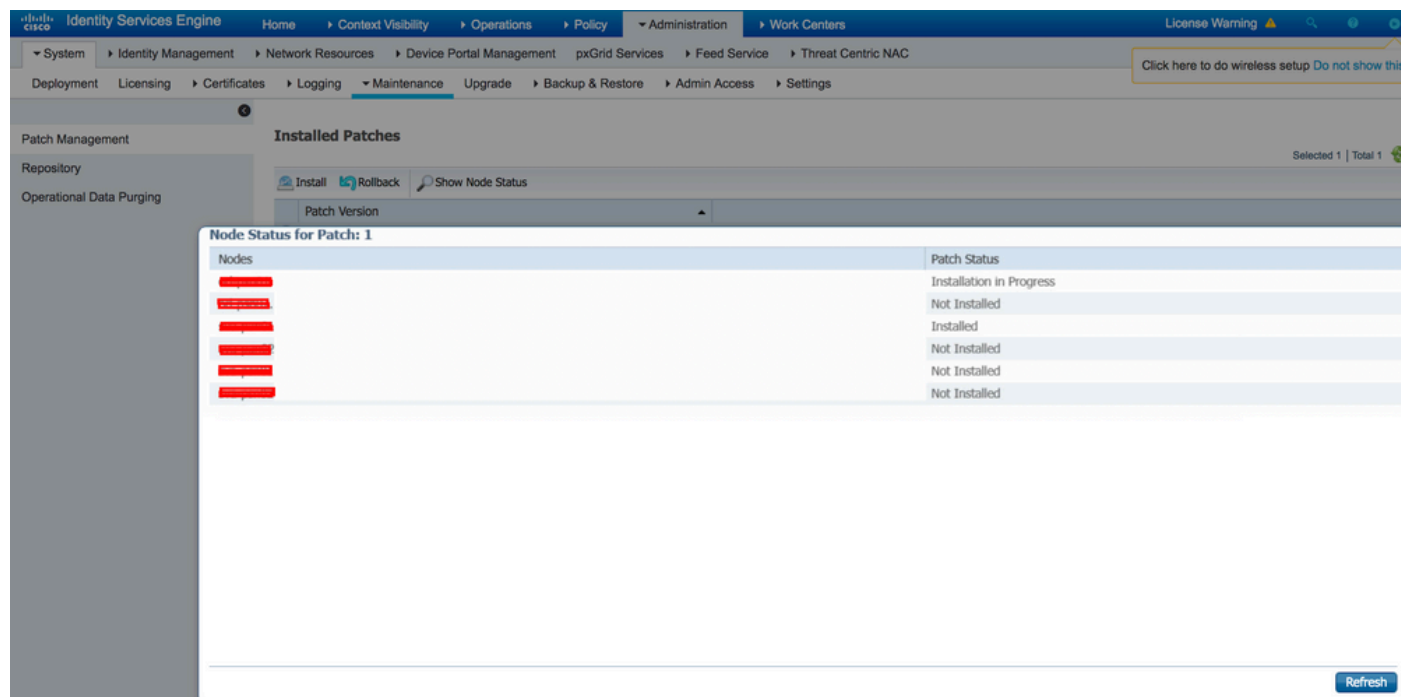 cisco Identity Services Engine Home Context Visibility Operations Policy Administration Work Centers License Warning
System Identity Management Network Resources Device Portal Management pxGrid Services Feed Service Threat Centric NAC
Click here to do wireless setup Do not show this
Deployment Licensing Certificates Logging Maintenance Upgrade Backup & Restore Admin Access Settings
Patch Management
Repository
Operational Data Purging
Installed Patches
Selected 1 | Total 1
Install Rollback Show Node Status
Patch Version
Node Status for Patch: 1
Nodes Patch Status
Installation in Progress
Not Installed
Installed
Not Installed
Not Installed
Not Installed
Refresh